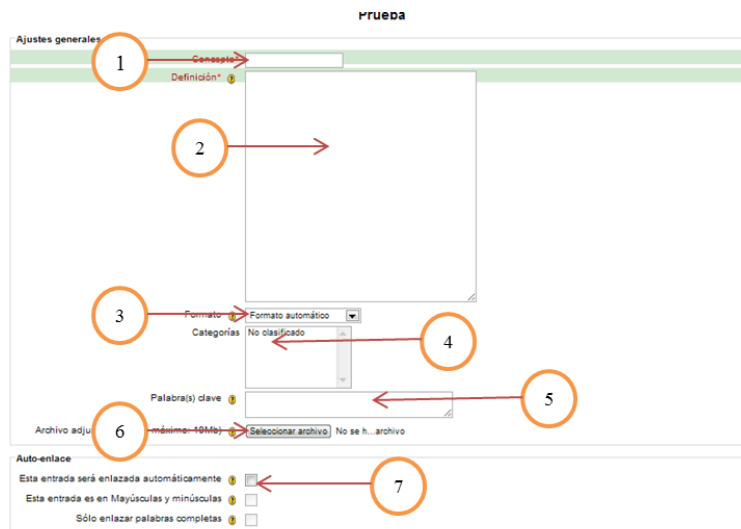 Prueba
Ajustes generales
1
Concepto*
Definición*
2
3
Formato
Formato automático
Categorías
No clasificado
4
Palabra(s) clave
5
Archivo adju
6
máximo: 10Mb)
Seleccionar archivo
No se h...archivo
Auto-enlace
Esta entrada será enlazada automáticamente
7
Esta entrada es en Mayúsculas y minúsculas
Sólo enlazar palabras completas